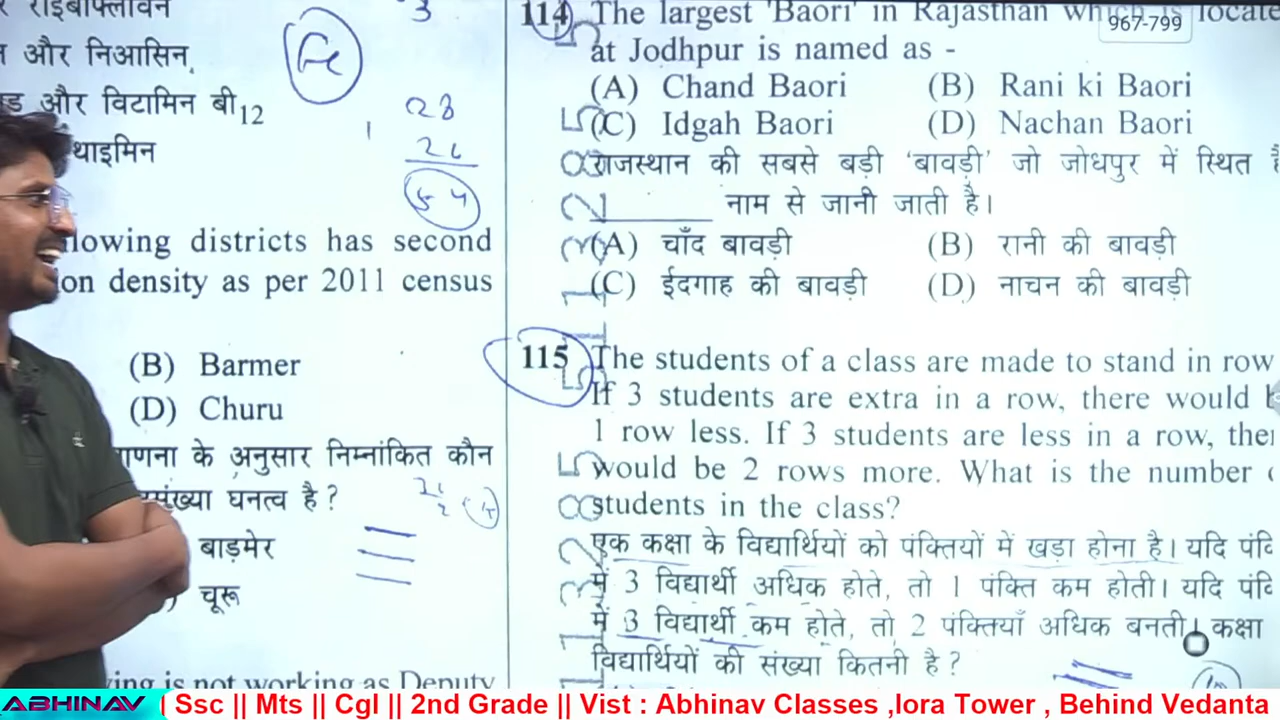 राइबोफ्लेविन
3
और निआसिन
और विटामिन बी12
28
थाइमिन
lowing districts has second
on density as per 2011 census
(B) Barmer
(D) Churu
गणना के अनुसार निम्नांकित कौन
घनत्व है ?
बाड़मेर
चूरू
ing is not working as Deputy
114 The largest 'Baori' in Rajasthan which is locate
967-799
at Jodhpur is named as -
(A) Chand Baori (B) Rani ki Baori
(C) Idgah Baori (D) Nachan Baori
राजस्थान की सबसे बड़ी 'बावड़ी' जो जोधपुर में स्थित है
______ नाम से जानी जाती है।
(A) चाँद बावड़ी (B) रानी की बावड़ी
(C) ईदगाह की बावड़ी (D) नाचन की बावड़ी
115 The students of a class are made to stand in row
If 3 students are extra in a row, there would b
1 row less. If 3 students are less in a row, ther
would be 2 rows more. What is the number o
students in the class?
एक कक्षा के विद्यार्थियों को पंक्तियों में खड़ा होना है। यदि पंक्ति
में 3 विद्यार्थी अधिक होते, तो 1 पंक्ति कम होती। यदि पंक्ति
में 3 विद्यार्थी कम होते, तो 2 पंक्तियाँ अधिक बनती। कक्षा
विद्यार्थियों की संख्या कितनी है ?
ABHINAV Ssc || Mts || Cgl || 2nd Grade || Vist : Abhinav Classes ,Iora Tower , Behind Vedanta